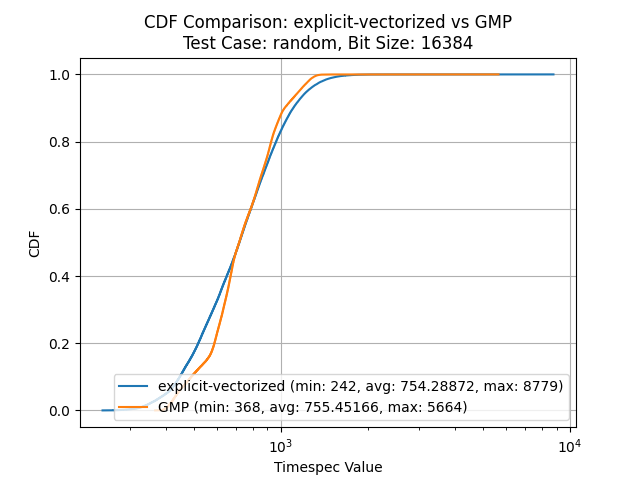 CDF Comparison: explicit-vectorized vs GMP
Test Case: random, Bit Size: 16384
1.0
0.8
0.6
0.4
0.2
0.0
CDF
explicit-vectorized (min: 242, avg: 754.28872, max: 8779)
GMP (min: 368, avg: 755.45166, max: 5664)
10³
10⁴
Timespec Value